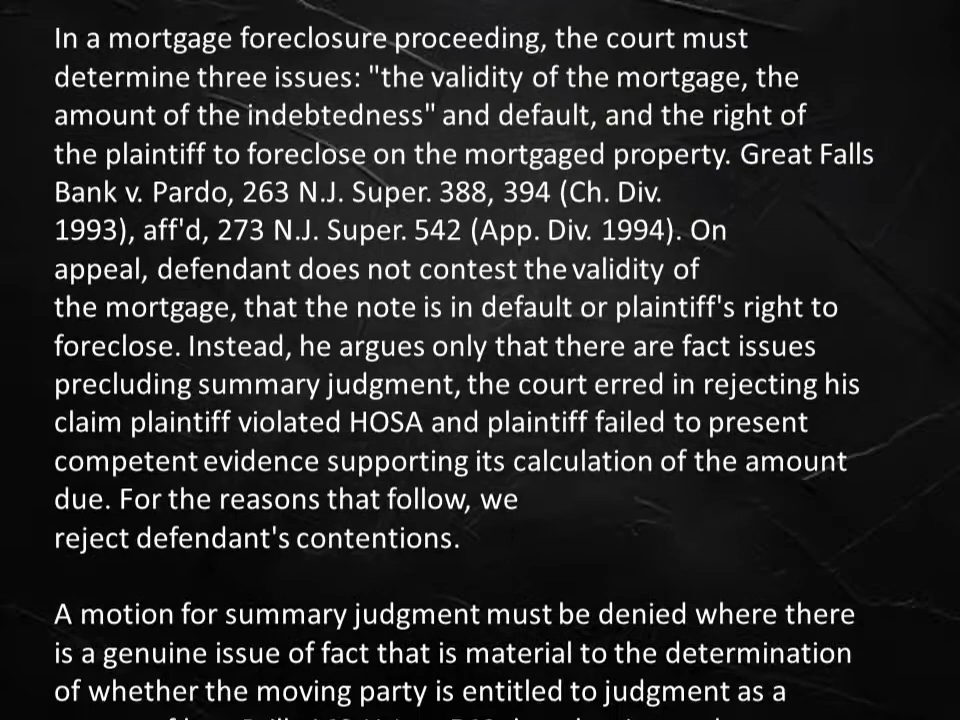 In a mortgage foreclosure proceeding, the court must
determine three issues: "the validity of the mortgage, the
amount of the indebtedness" and default, and the right of
the plaintiff to foreclose on the mortgaged property. Great Falls
Bank v. Pardo, 263 N.J. Super. 388, 394 (Ch. Div.
1993), aff'd, 273 N.J. Super. 542 (App. Div. 1994). On
appeal, defendant does not contest the validity of
the mortgage, that the note is in default or plaintiff's right to
foreclose. Instead, he argues only that there are fact issues
precluding summary judgment, the court erred in rejecting his
claim plaintiff violated HOSA and plaintiff failed to present
competent evidence supporting its calculation of the amount
due. For the reasons that follow, we
reject defendant's contentions.
A motion for summary judgment must be denied where there
is a genuine issue of fact that is material to the determination
of whether the moving party is entitled to judgment as a